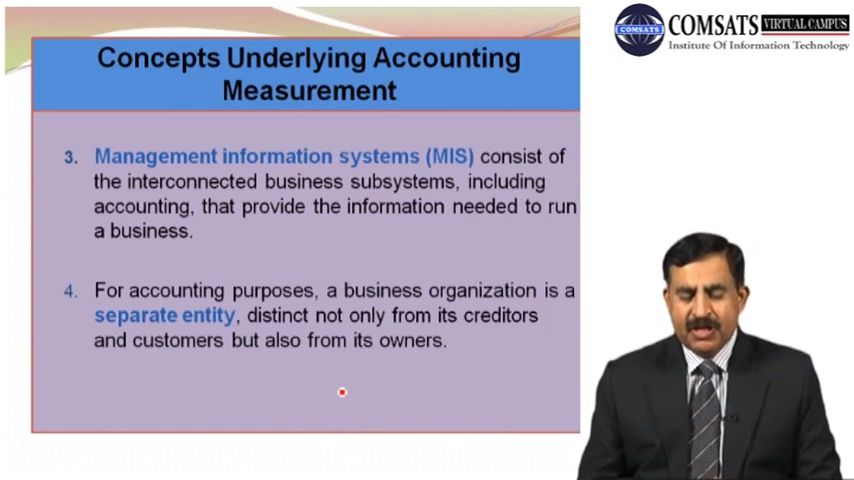 COMSATS VIRTUAL CAMPUS
COMSATS
Institute Of Information Technology
Concepts Underlying Accounting
Measurement
3. Management information systems (MIS) consist of
the interconnected business subsystems, including
accounting, that provide the information needed to run
a business.
4. For accounting purposes, a business organization is a
separate entity, distinct not only from its creditors
and customers but also from its owners.